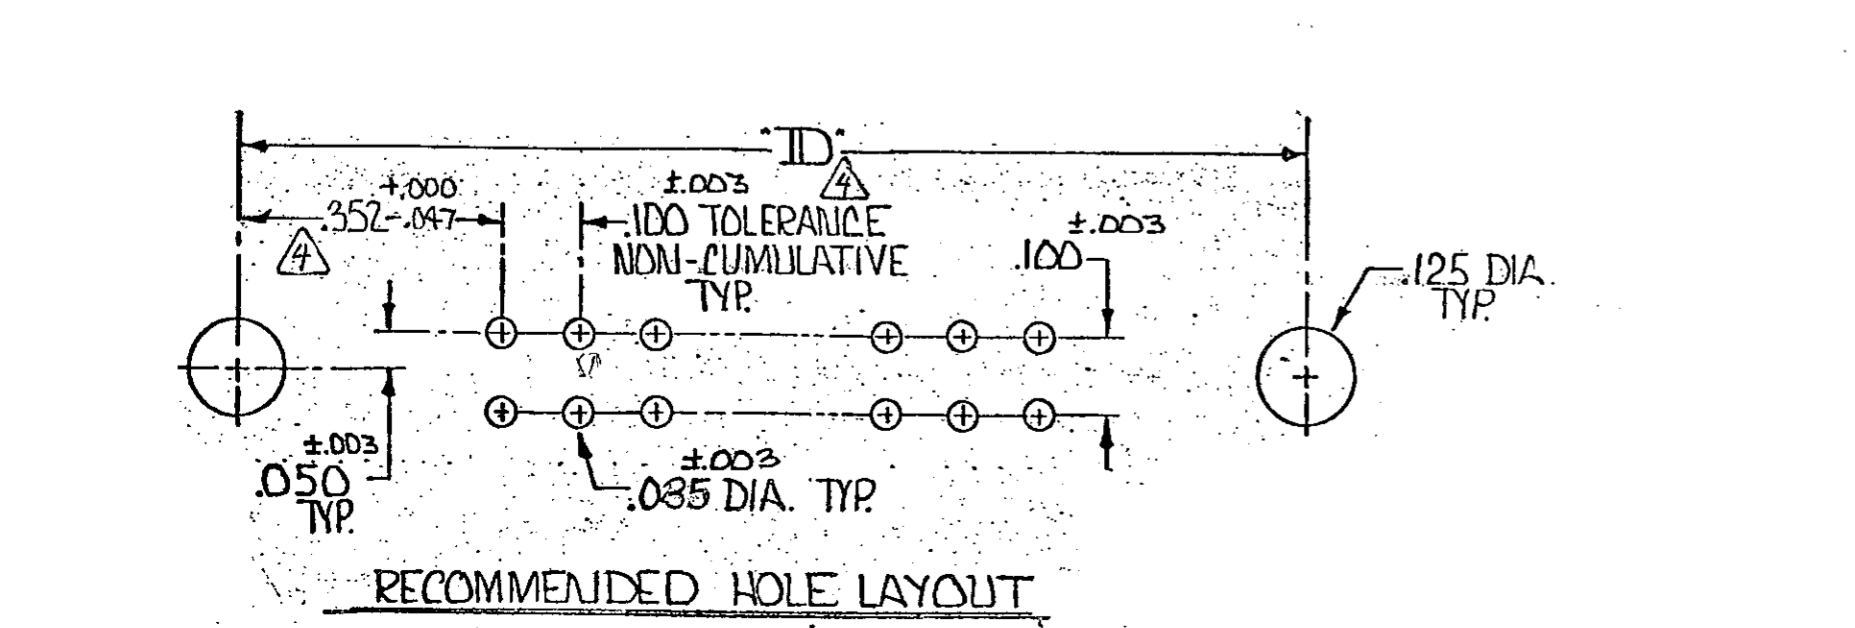 "D"
4
+.000
.352 -.047
4
±.003
.100 TOLERANCE
NON-CUMULATIVE
TYP.
±.003
.100
.125 DIA.
TYP.
±.003
.050
TYP.
±.003
.035 DIA. TYP.
RECOMMENDED HOLE LAYOUT